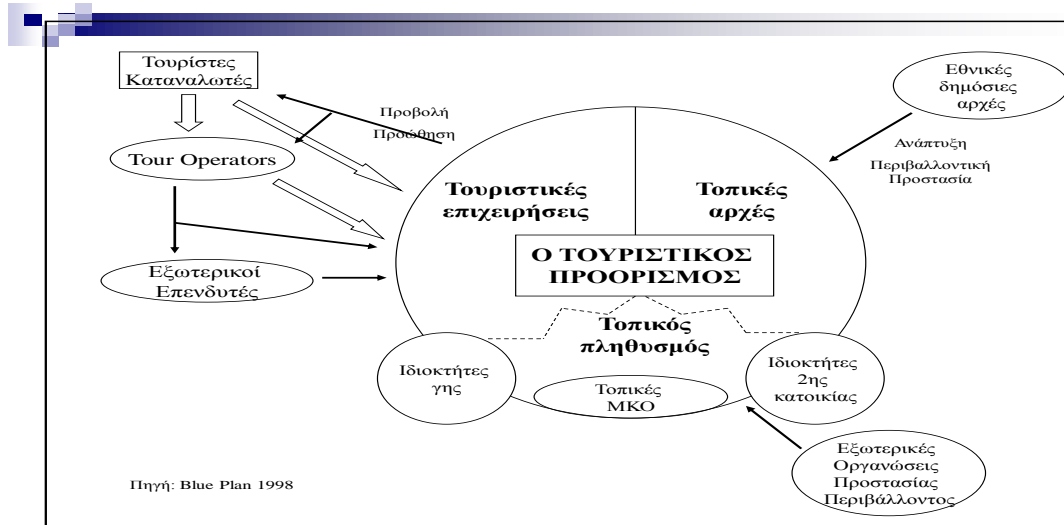 Τουρίστες
Καταναλωτές
Tour Operators
Εξωτερικοί
Επενδυτές
Προβολή
Προώθηση
Τουριστικές
επιχειρήσεις
Τοπικές
αρχές
Ο ΤΟΥΡΙΣΤΙΚΟΣ
ΠΡΟΟΡΙΣΜΟΣ
Τοπικός
πληθυσμός
Ιδιοκτήτες
γης
Τοπικές
ΜΚΟ
Ιδιοκτήτες
2ης
κατοικίας
Εθνικές
δημόσιες
αρχές
Ανάπτυξη
Περιβαλλοντική
Προστασία
Εξωτερικές
Οργανώσεις
Προστασίας
Περιβάλλοντος
Πηγή: Blue Plan 1998